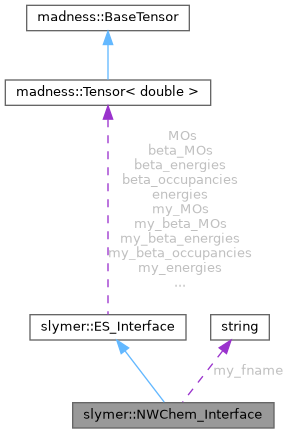 madness::BaseTensor
madness::Tensor< double >
MOs
beta_MOs
beta_energies
beta_occupancies
energies
my_MOs
my_beta_MOs
my_beta_energies
my_beta_occupancies
my_energies
...
slymer::ES_Interface
string
my_fname
slymer::NWChem_Interface